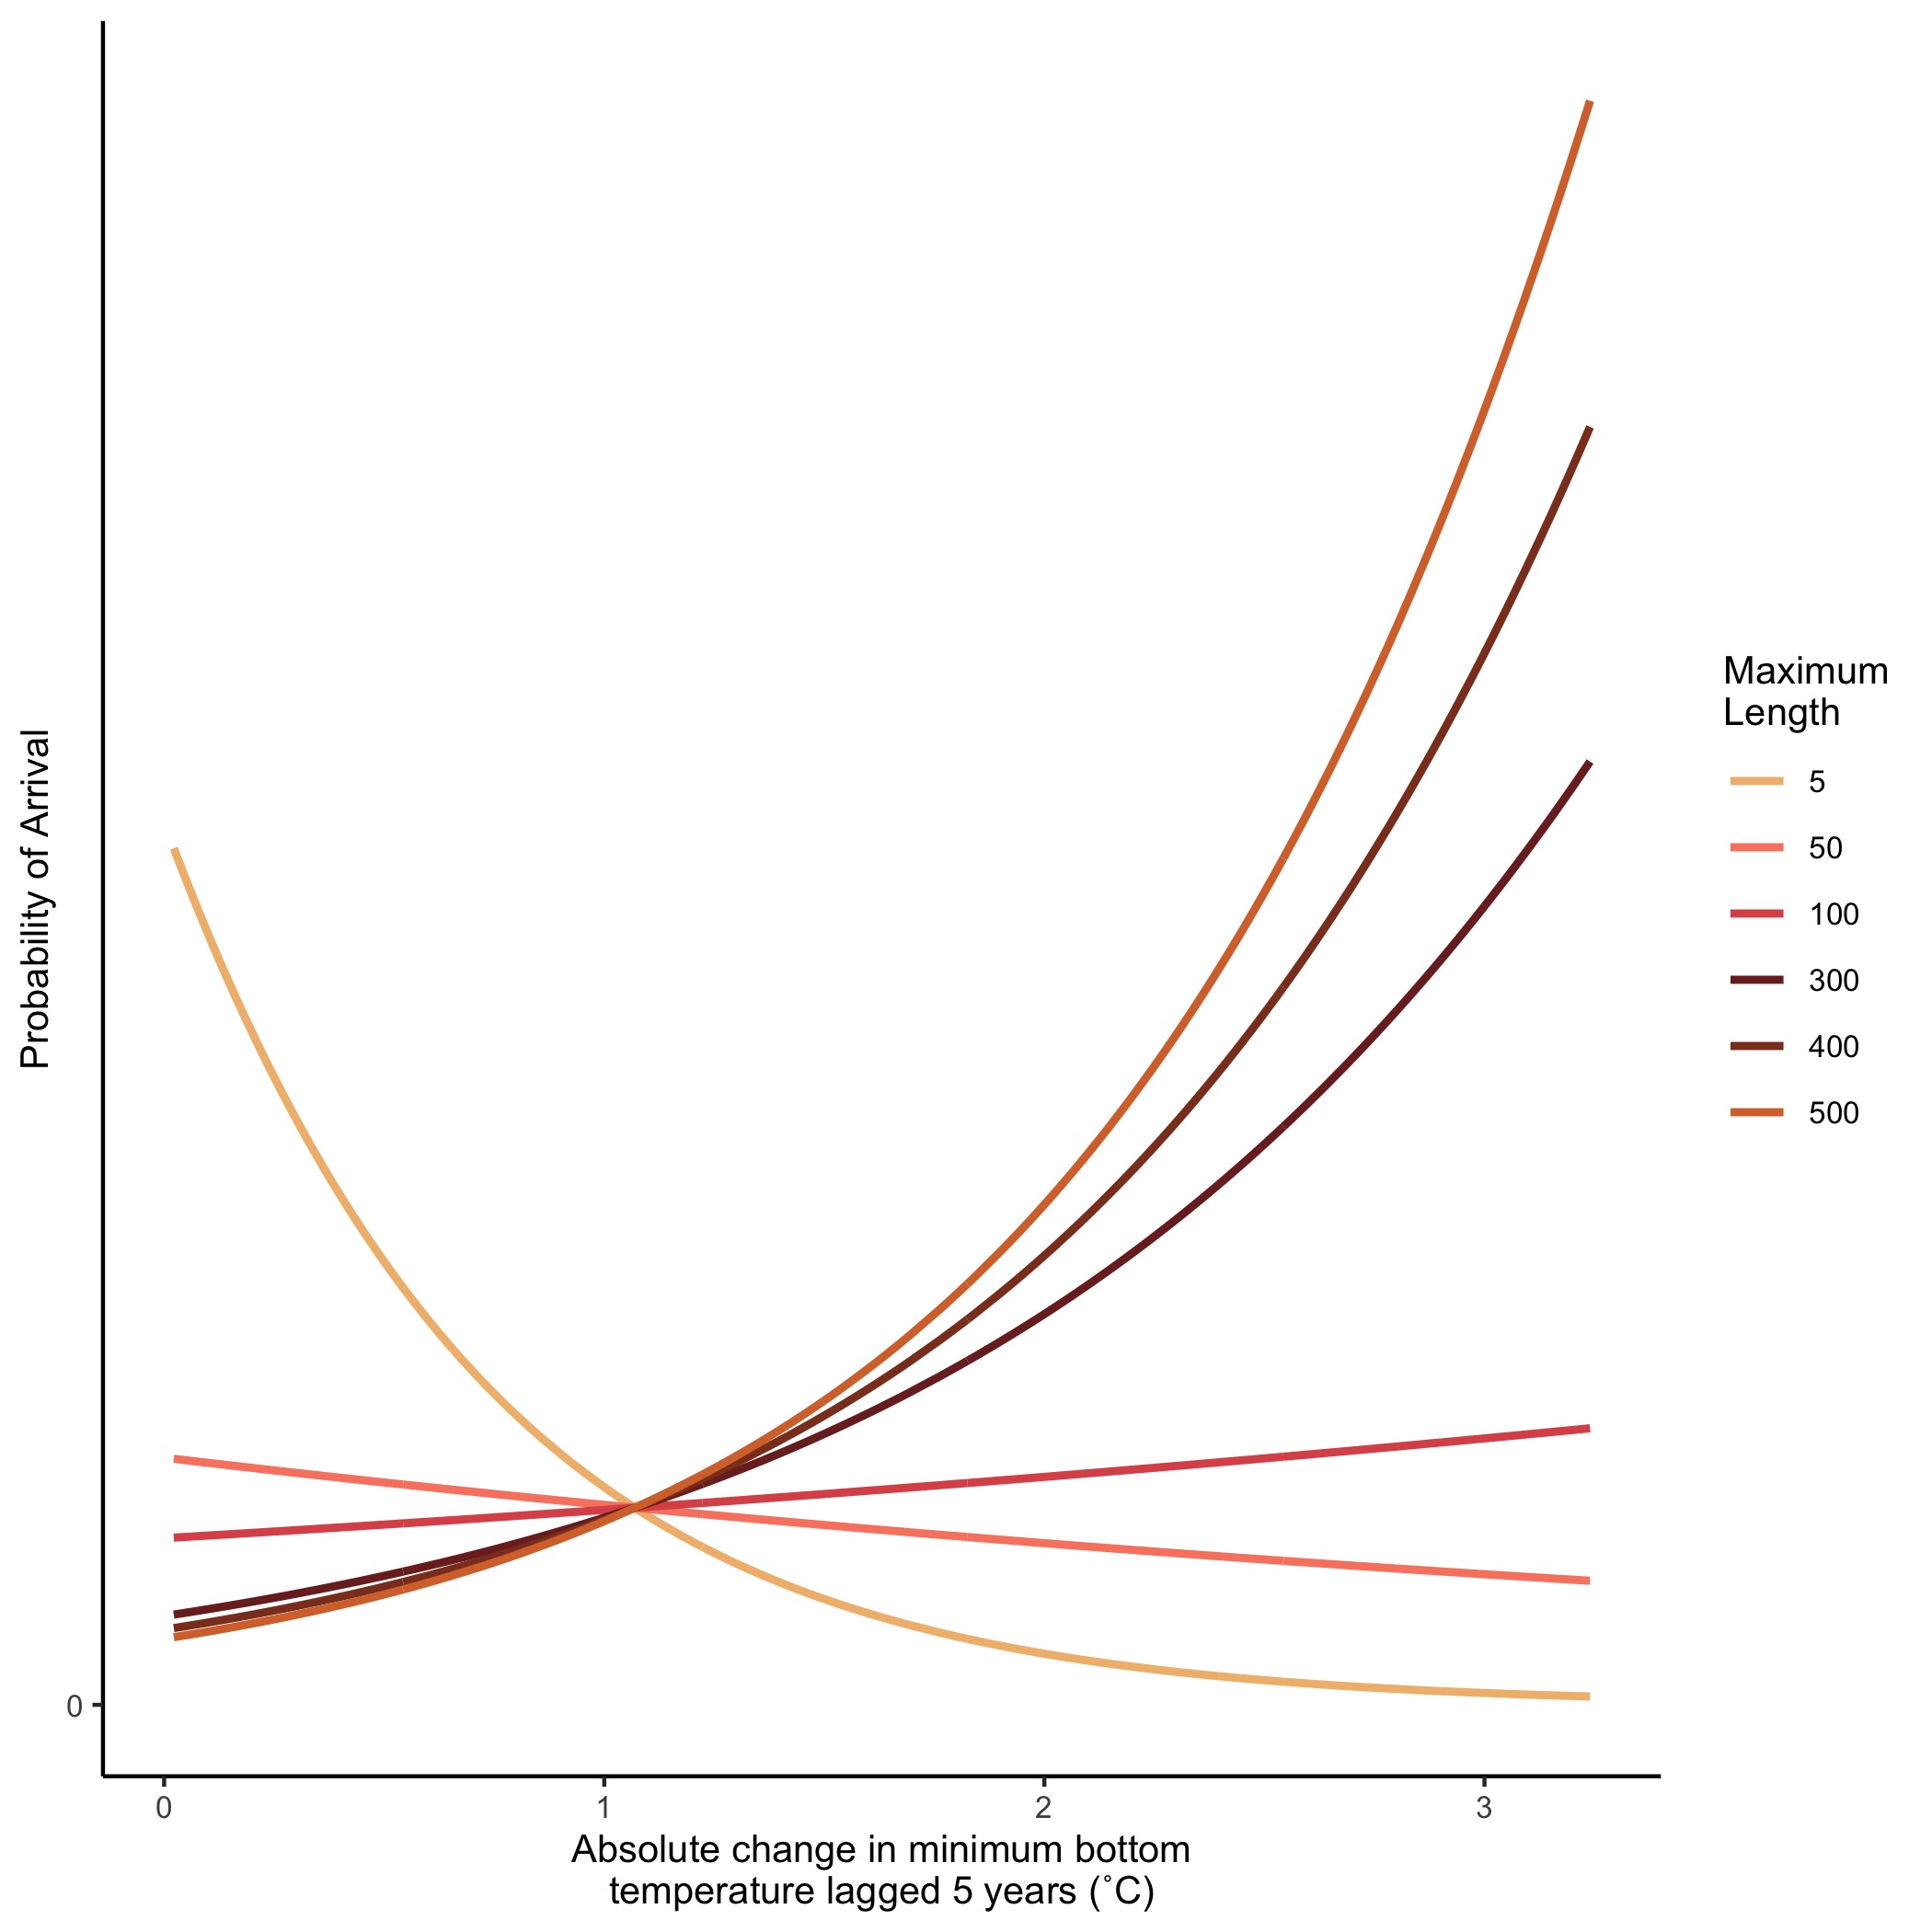 Probability of Arrival
0
0
1
2
3
Absolute change in minimum bottom
temperature lagged 5 years (˚C)
Maximum
Length
5
50
100
300
400
500